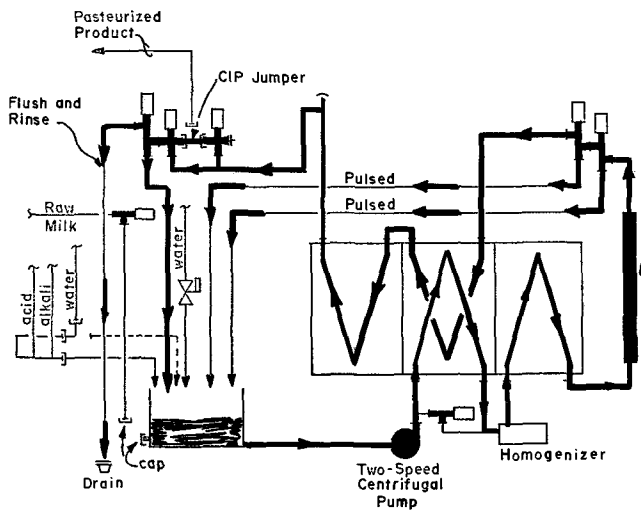 Pasteurized
Product
CIP Jumper
Flush and
Rinse
Pulsed
Pulsed
Raw
Milk
water
acid
alkali
water
cap
Drain
Two-Speed
Centrifugal
Pump
Homogenizer